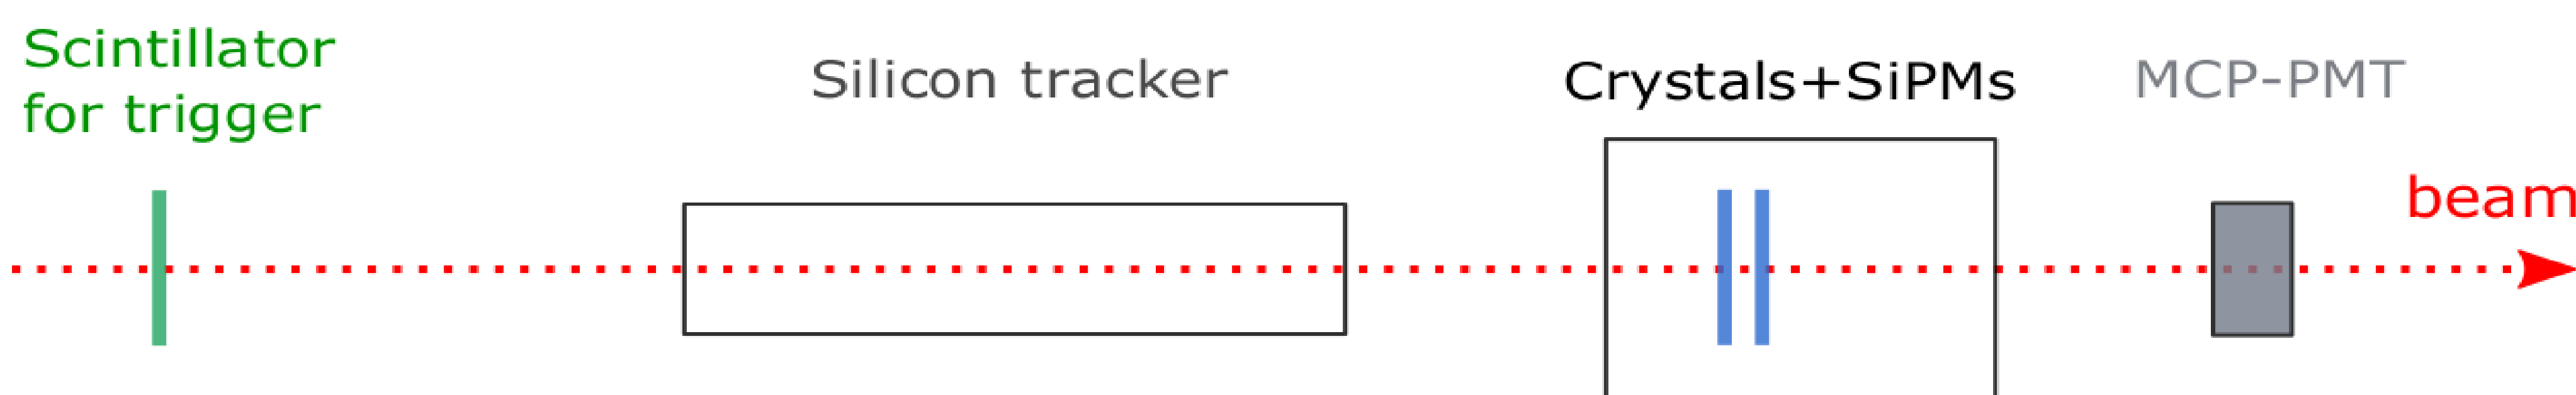 Scintillator
for trigger
Silicon tracker
Crystals+SiPMs
MCP-PMT
beam